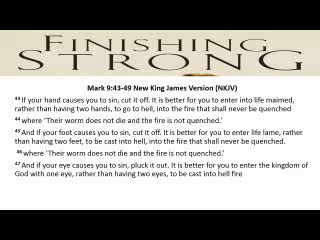 FINISHING
STRONG
Mark 9:43-49 New King James Version (NKJV)
43 If your hand causes you to sin, cut it off. It is better for you to enter into life maimed,
rather than having two hands, to go to hell, into the fire that shall never be quenched
44 where ‘Their worm does not die and the fire is not quenched.’
45 And if your foot causes you to sin, cut it off. It is better for you to enter life lame, rather
than having two feet, to be cast into hell, into the fire that shall never be quenched.
46 where ‘Their worm does not die and the fire is not quenched.’
47 And if your eye causes you to sin, pluck it out. It is better for you to enter the kingdom of
God with one eye, rather than having two eyes, to be cast into hell fire